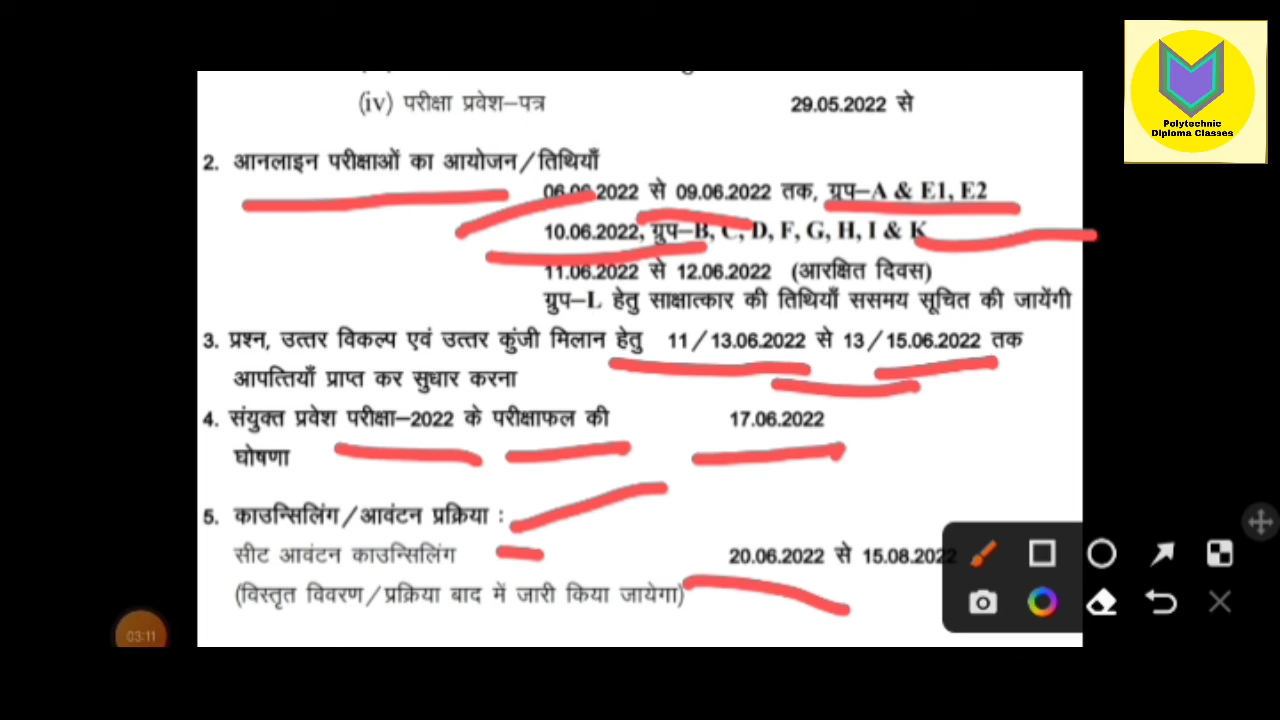 Polytechnic
Diploma Classes
(iv) परीक्षा प्रवेश–पत्र 29.05.2022 से
2. आनलाइन परीक्षाओं का आयोजन/तिथियाँ
06.06.2022 से 09.06.2022 तक, ग्रुप–A & E1, E2
10.06.2022, ग्रुप–B, C, D, F, G, H, I & K
11.06.2022 से 12.06.2022 (आरक्षित दिवस)
ग्रुप–L हेतु साक्षात्कार की तिथियाँ ससमय सूचित की जायेंगी
3. प्रश्न, उत्तर विकल्प एवं उत्तर कुंजी मिलान हेतु 11/13.06.2022 से 13/15.06.2022 तक
आपत्तियाँ प्राप्त कर सुधार करना
4. संयुक्त प्रवेश परीक्षा–2022 के परीक्षाफल की 17.06.2022
घोषणा
5. काउन्सिलिंग/आवंटन प्रक्रिया :
सीट आवंटन काउन्सिलिंग 20.06.2022 से 15.08.2022
(विस्तृत विवरण/प्रक्रिया बाद में जारी किया जायेगा)
03:11